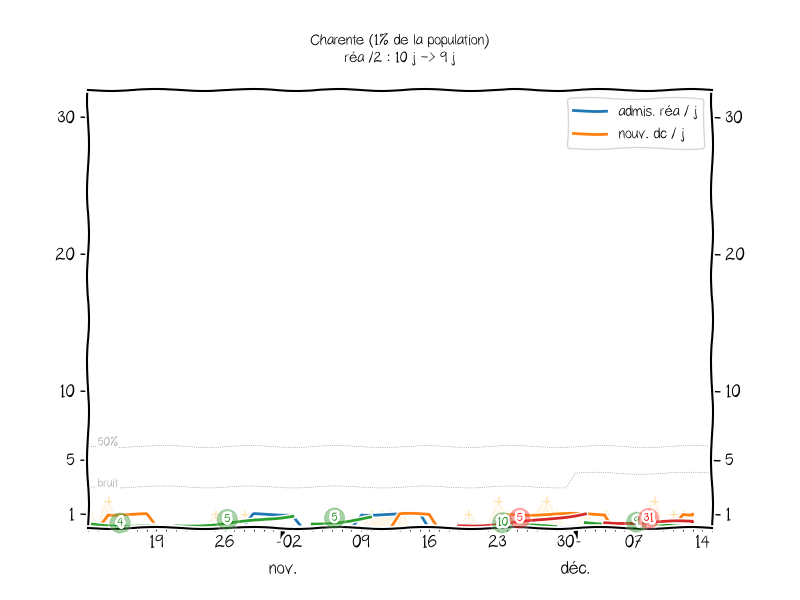 Charente (1% de la population)
réa /2 : 10 j -> 9 j
admis. réa / j
nouv. dc / j
30 30
20 20
10 10
50%
5 5
bruit
1 4 5 5 10 5 9 31 1
19 26 02 09 16 23 30 07 14
nov. déc.